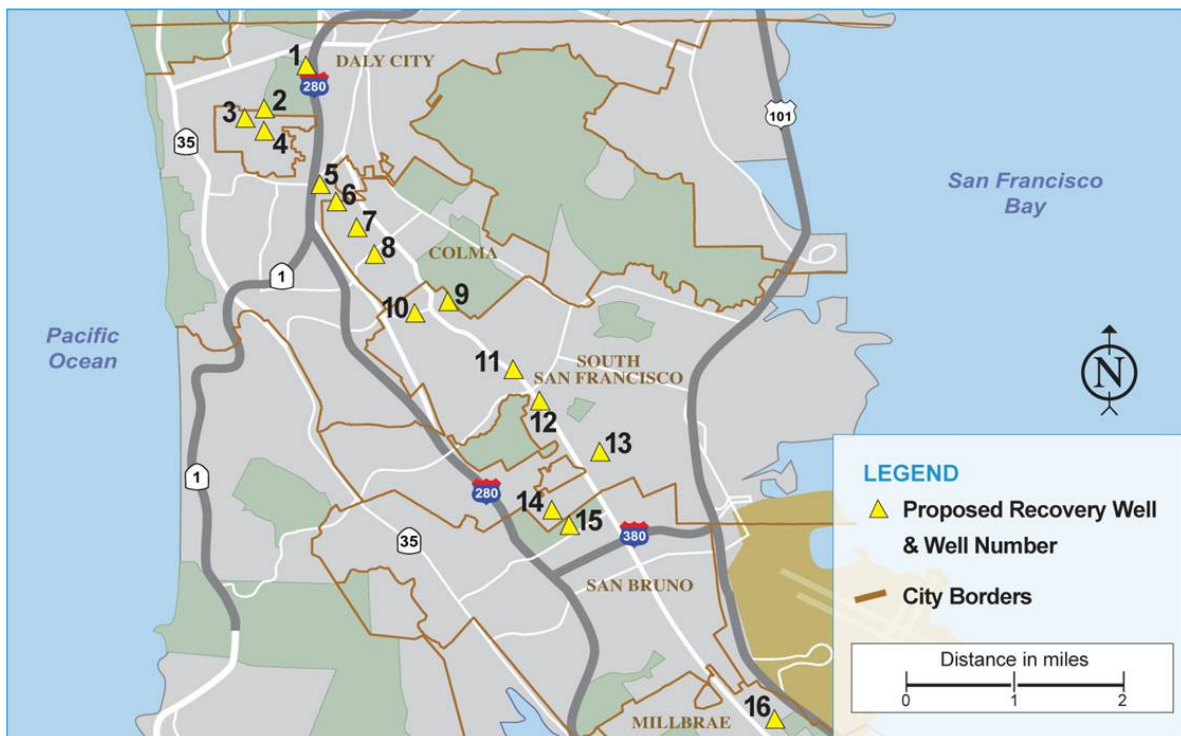 1
DALY CITY
280
101
2
3
35
4
5
San Francisco
Bay
6
7
8
COLMA
1
9
10
Pacific
Ocean
11
SOUTH
SAN FRANCISCO
N
12
13
LEGEND
1
280
14
Proposed Recovery Well
& Well Number
15
380
35
SAN BRUNO
City Borders
Distance in miles
0
1
2
16
MILLBRAE